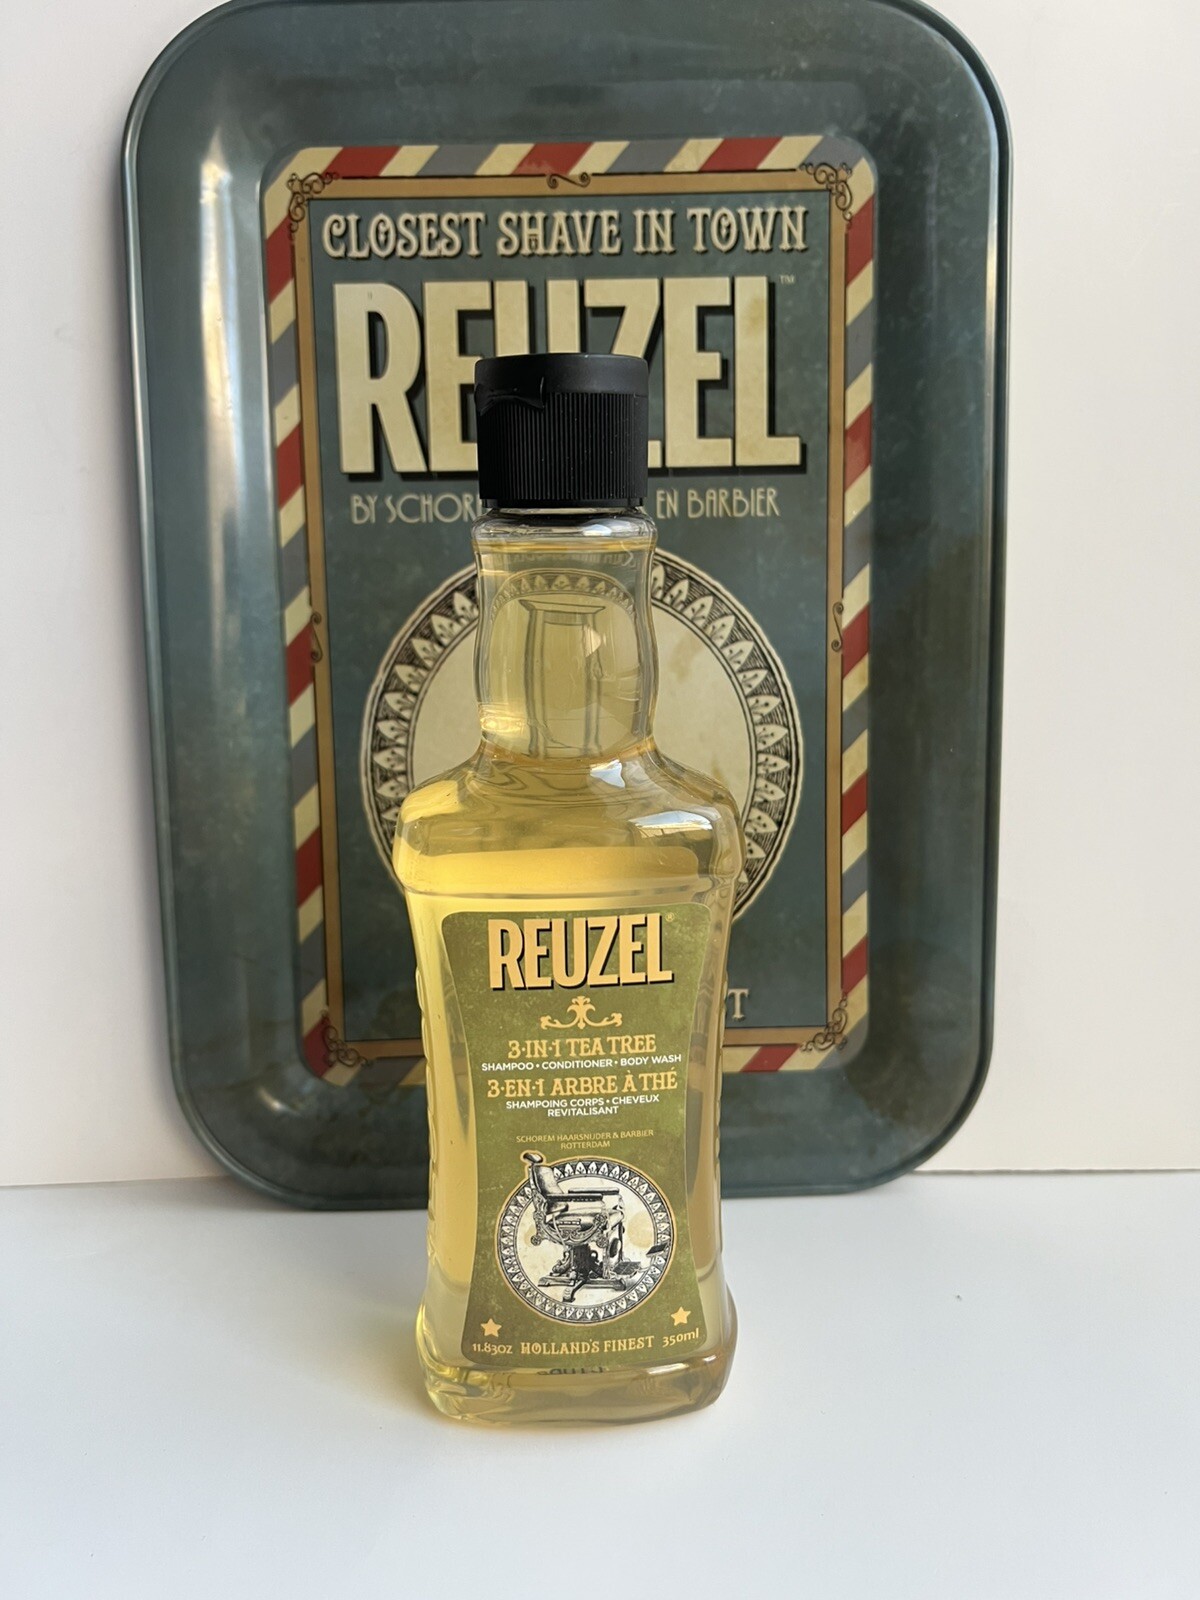 CLOSEST SHAVE IN TOWN
REUZEL™
BY SCHOR EN BARBIER
REUZEL®
3-IN-1 TEA TREE
SHAMPOO • CONDITIONER • BODY WASH
3-EN-1 ARBRE À THÉ
SHAMPOING CORPS • CHEVEUX
REVITALISANT
SCHOREM HAARSNIJDER & BARBIER
ROTTERDAM
11.83OZ HOLLAND'S FINEST 350ml